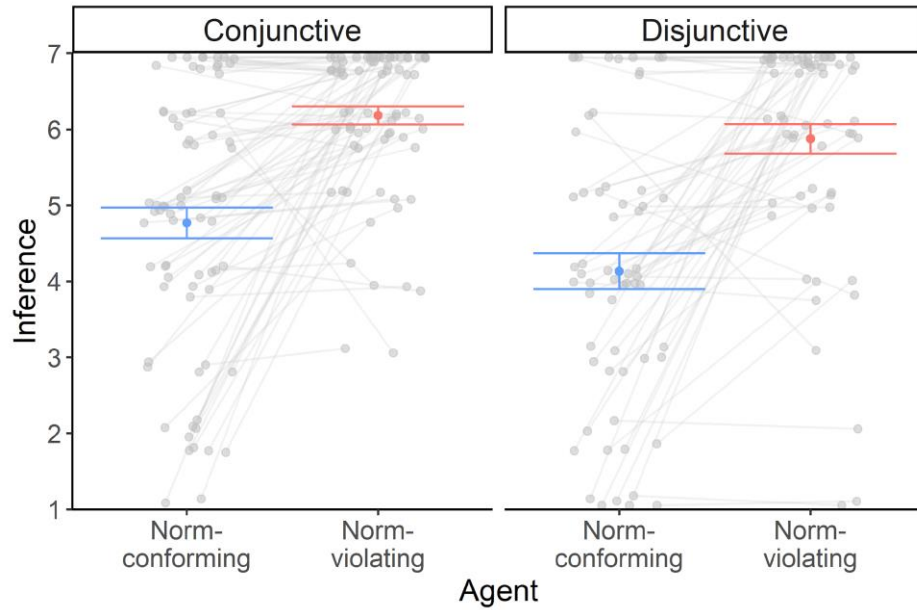 Conjunctive
Disjunctive
Inference
7
6
5
4
3
2
1
Norm-
conforming
Norm-
violating
Norm-
conforming
Norm-
violating
Agent